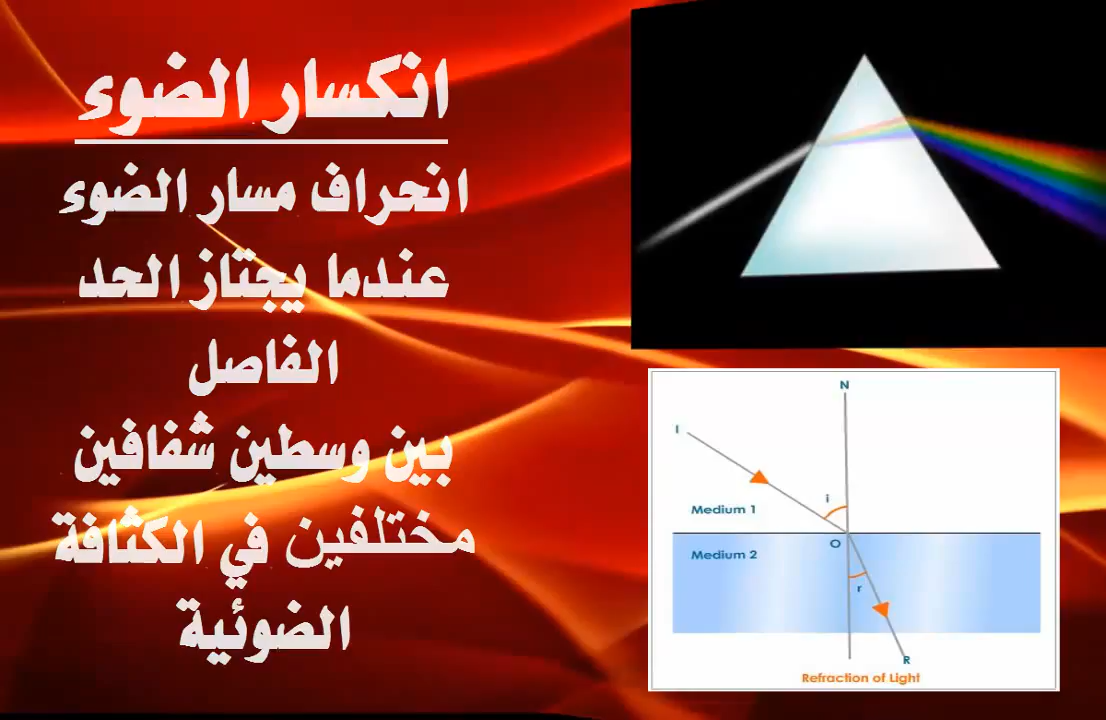 انكسار الضوء
انحراف مسار الضوء
عندما يجتاز الحد
الفاصل
بين وسطين شفافين
مختلفين في الكثافة
الضوئية
N
I
i
Medium 1
O
Medium 2
r
R
Refraction of Light